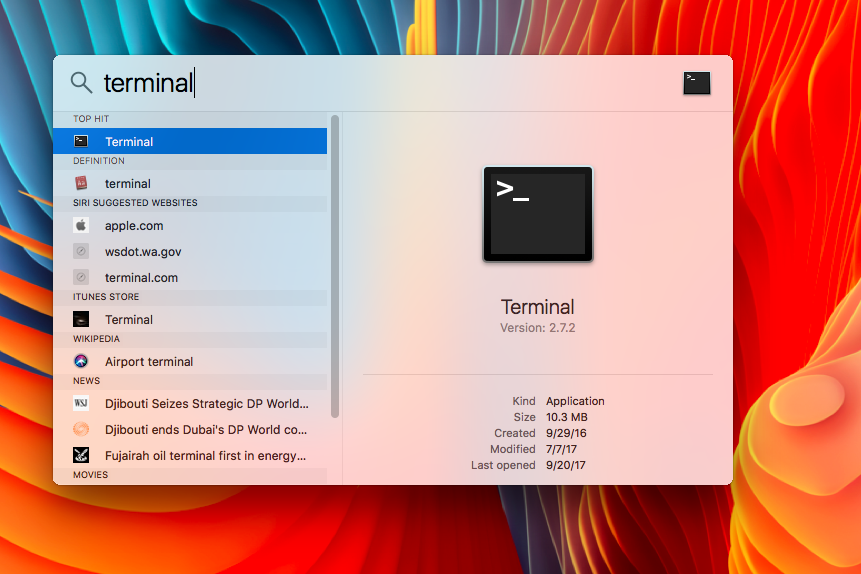 terminal
TOP HIT
Terminal
DEFINITION
terminal
SIRI SUGGESTED WEBSITES
apple.com
wsdot.wa.gov
terminal.com
ITUNES STORE
Terminal
WIKIPEDIA
Airport terminal
NEWS
WSJ
Djibouti Seizes Strategic DP World...
Djibouti ends Dubai's DP World co...
Fujairah oil terminal first in energy...
MOVIES
>_
Terminal
Version: 2.7.2
Kind Application
Size 10.3 MB
Created 9/29/16
Modified 7/7/17
Last opened 9/20/17